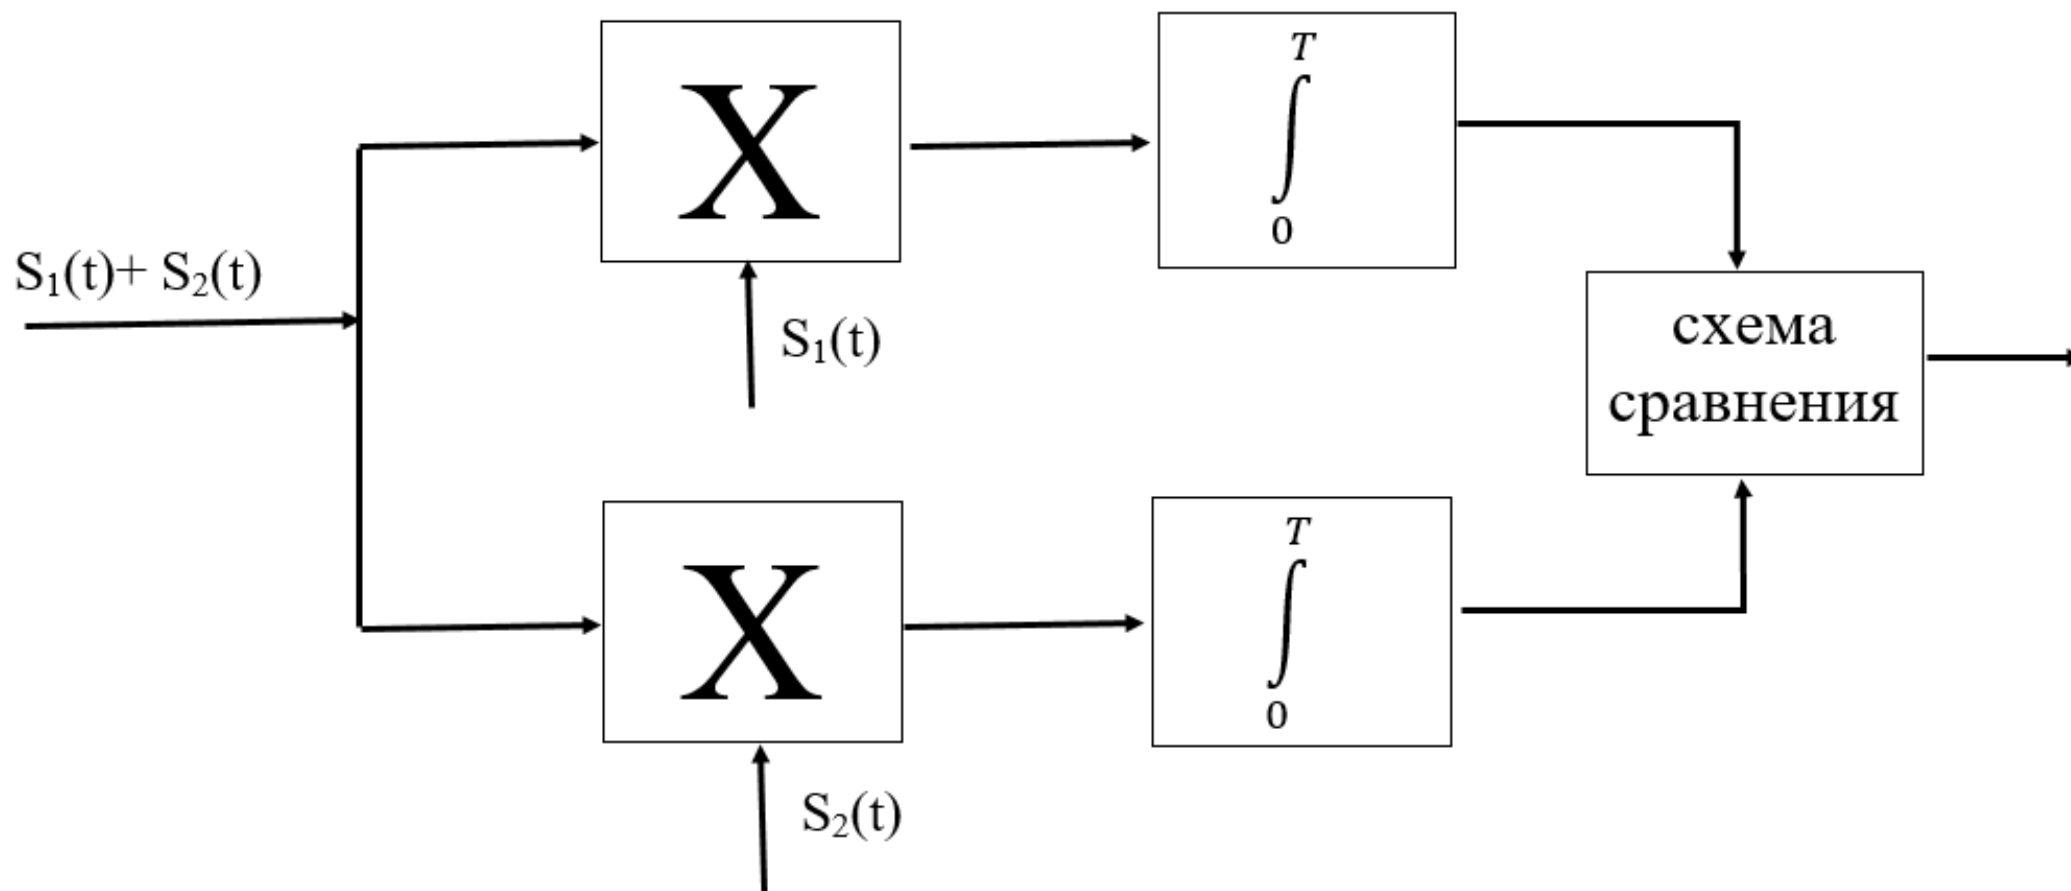 S₁(t)+ S₂(t)
X
S₁(t)
T
∫
0
схема
сравнения
X
S₂(t)
T
∫
0